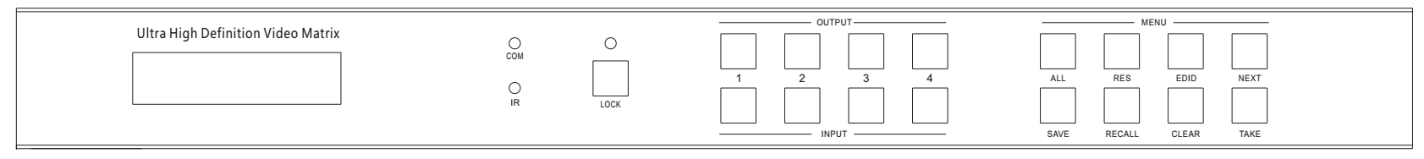 OUTPUT
MENU
Ultra High Definition Video Matrix
COM
IR
LOCK
1 2 3 4
ALL RES EDID NEXT
INPUT
SAVE RECALL CLEAR TAKE